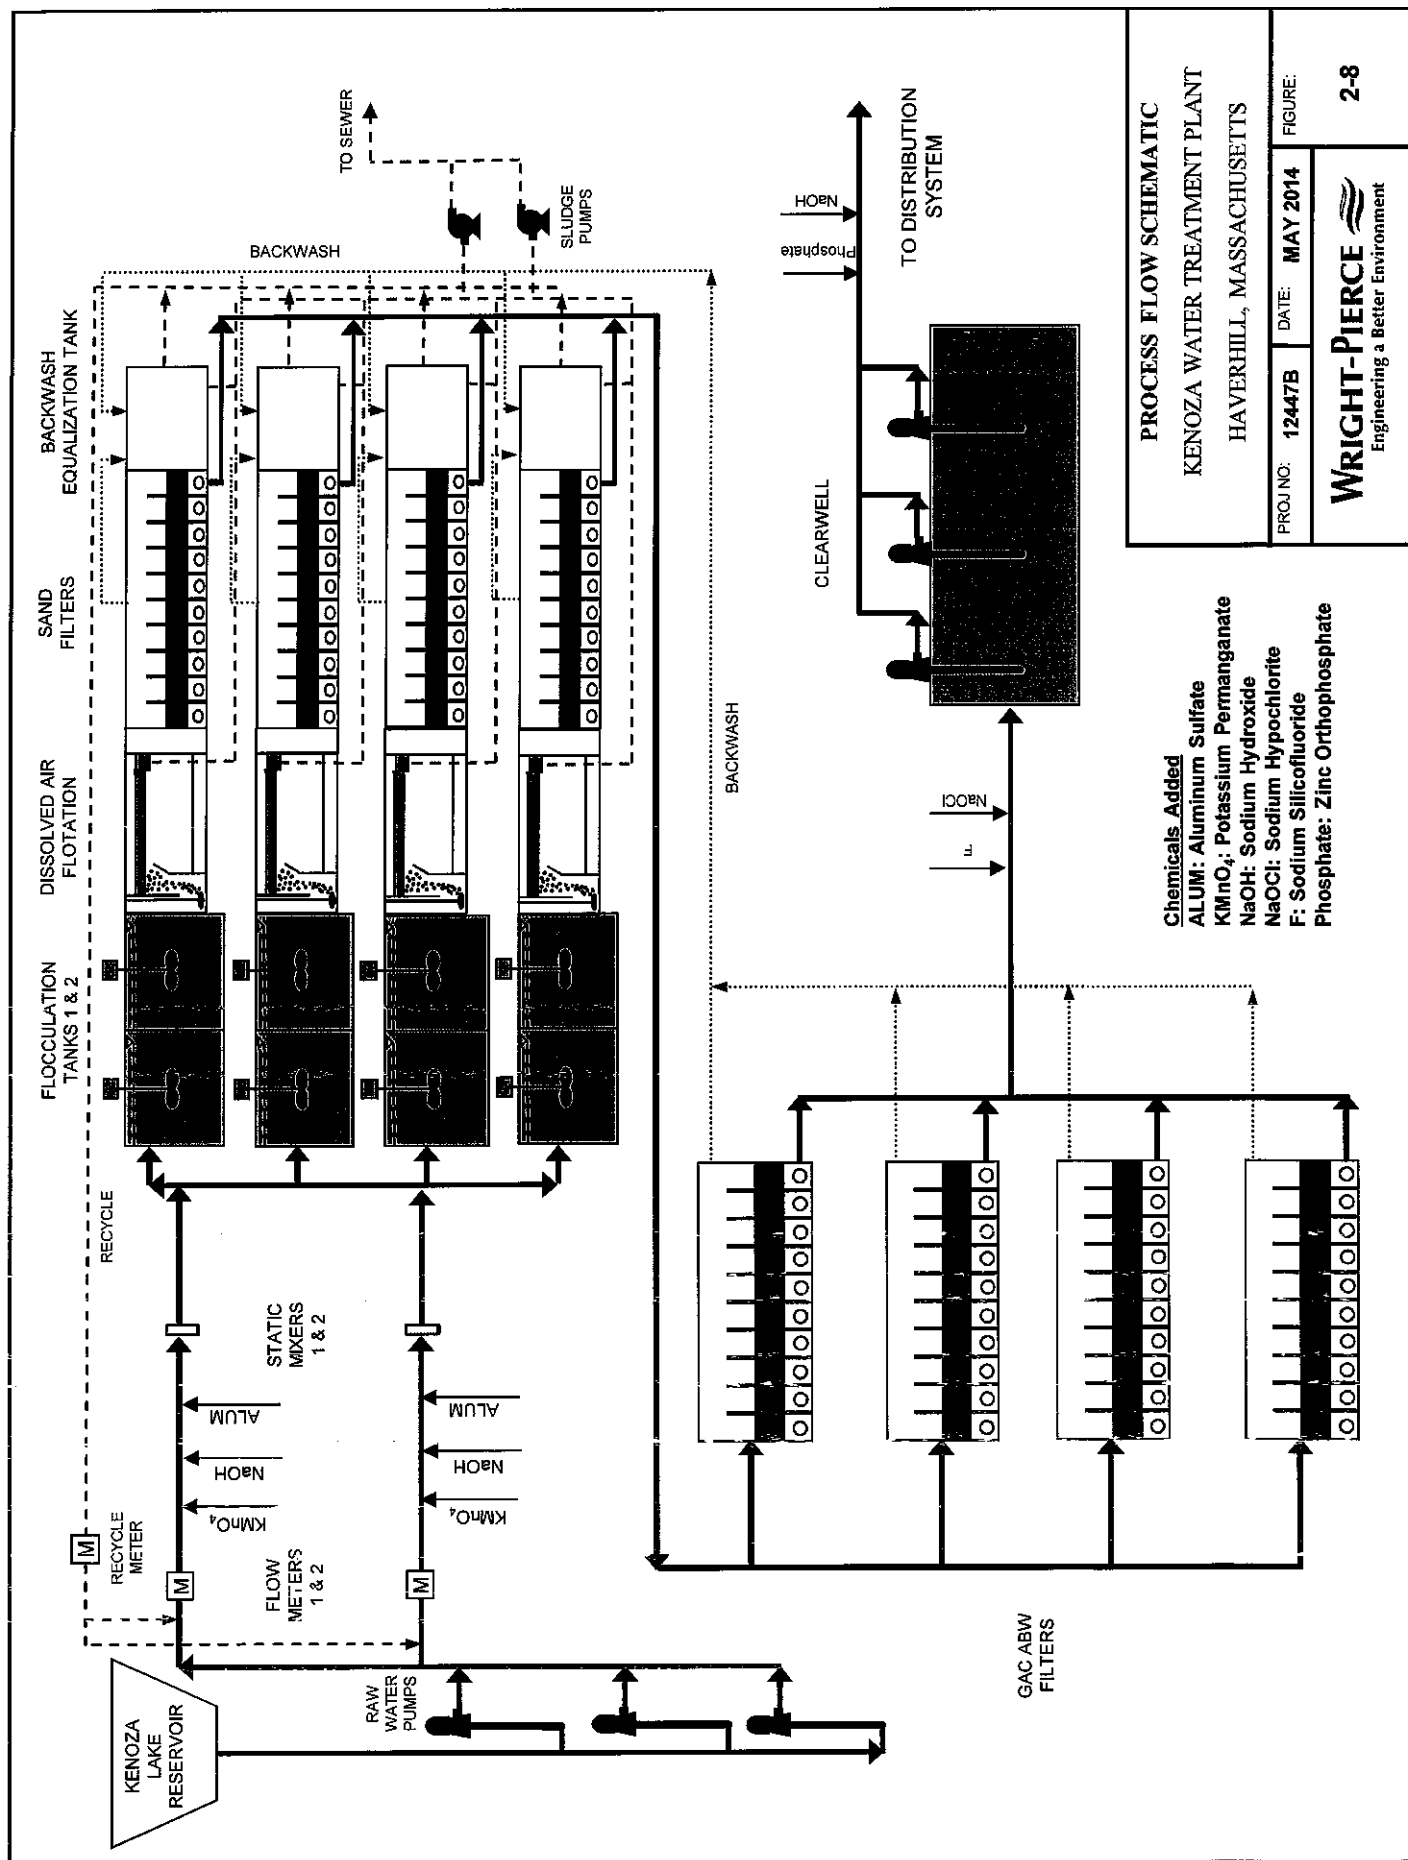 KENOZA
LAKE
RESERVOIR
RAW
WATER
PUMPS
RECYCLE
METER
M
FLOW
METERS
1 & 2
M
M
KMnO₄
NaOH
ALUM
KMnO₄
NaOH
ALUM
STATIC
MIXERS
1 & 2
RECYCLE
FLOCCULATION
TANKS 1 & 2
DISSOLVED AIR
FLOTATION
SAND
FILTERS
BACKWASH
EQUALIZATION TANK
BACKWASH
TO SEWER
SLUDGE
PUMPS
GAC ABW
FILTERS
BACKWASH
F
NaOCl
CLEARWELL
Phosphate
NaOH
TO DISTRIBUTION
SYSTEM
Chemicals Added
ALUM: Aluminum Sulfate
KMnO₄: Potassium Permanganate
NaOH: Sodium Hydroxide
NaOCl: Sodium Hypochlorite
F: Sodium Silicofluoride
Phosphate: Zinc Orthophosphate
PROCESS FLOW SCHEMATIC
KENOZA WATER TREATMENT PLANT
HAVERHILL, MASSACHUSETTS
PROJ NO: 12447B DATE: MAY 2014 FIGURE:
2-8
WRIGHT-PIERCE
Engineering a Better Environment